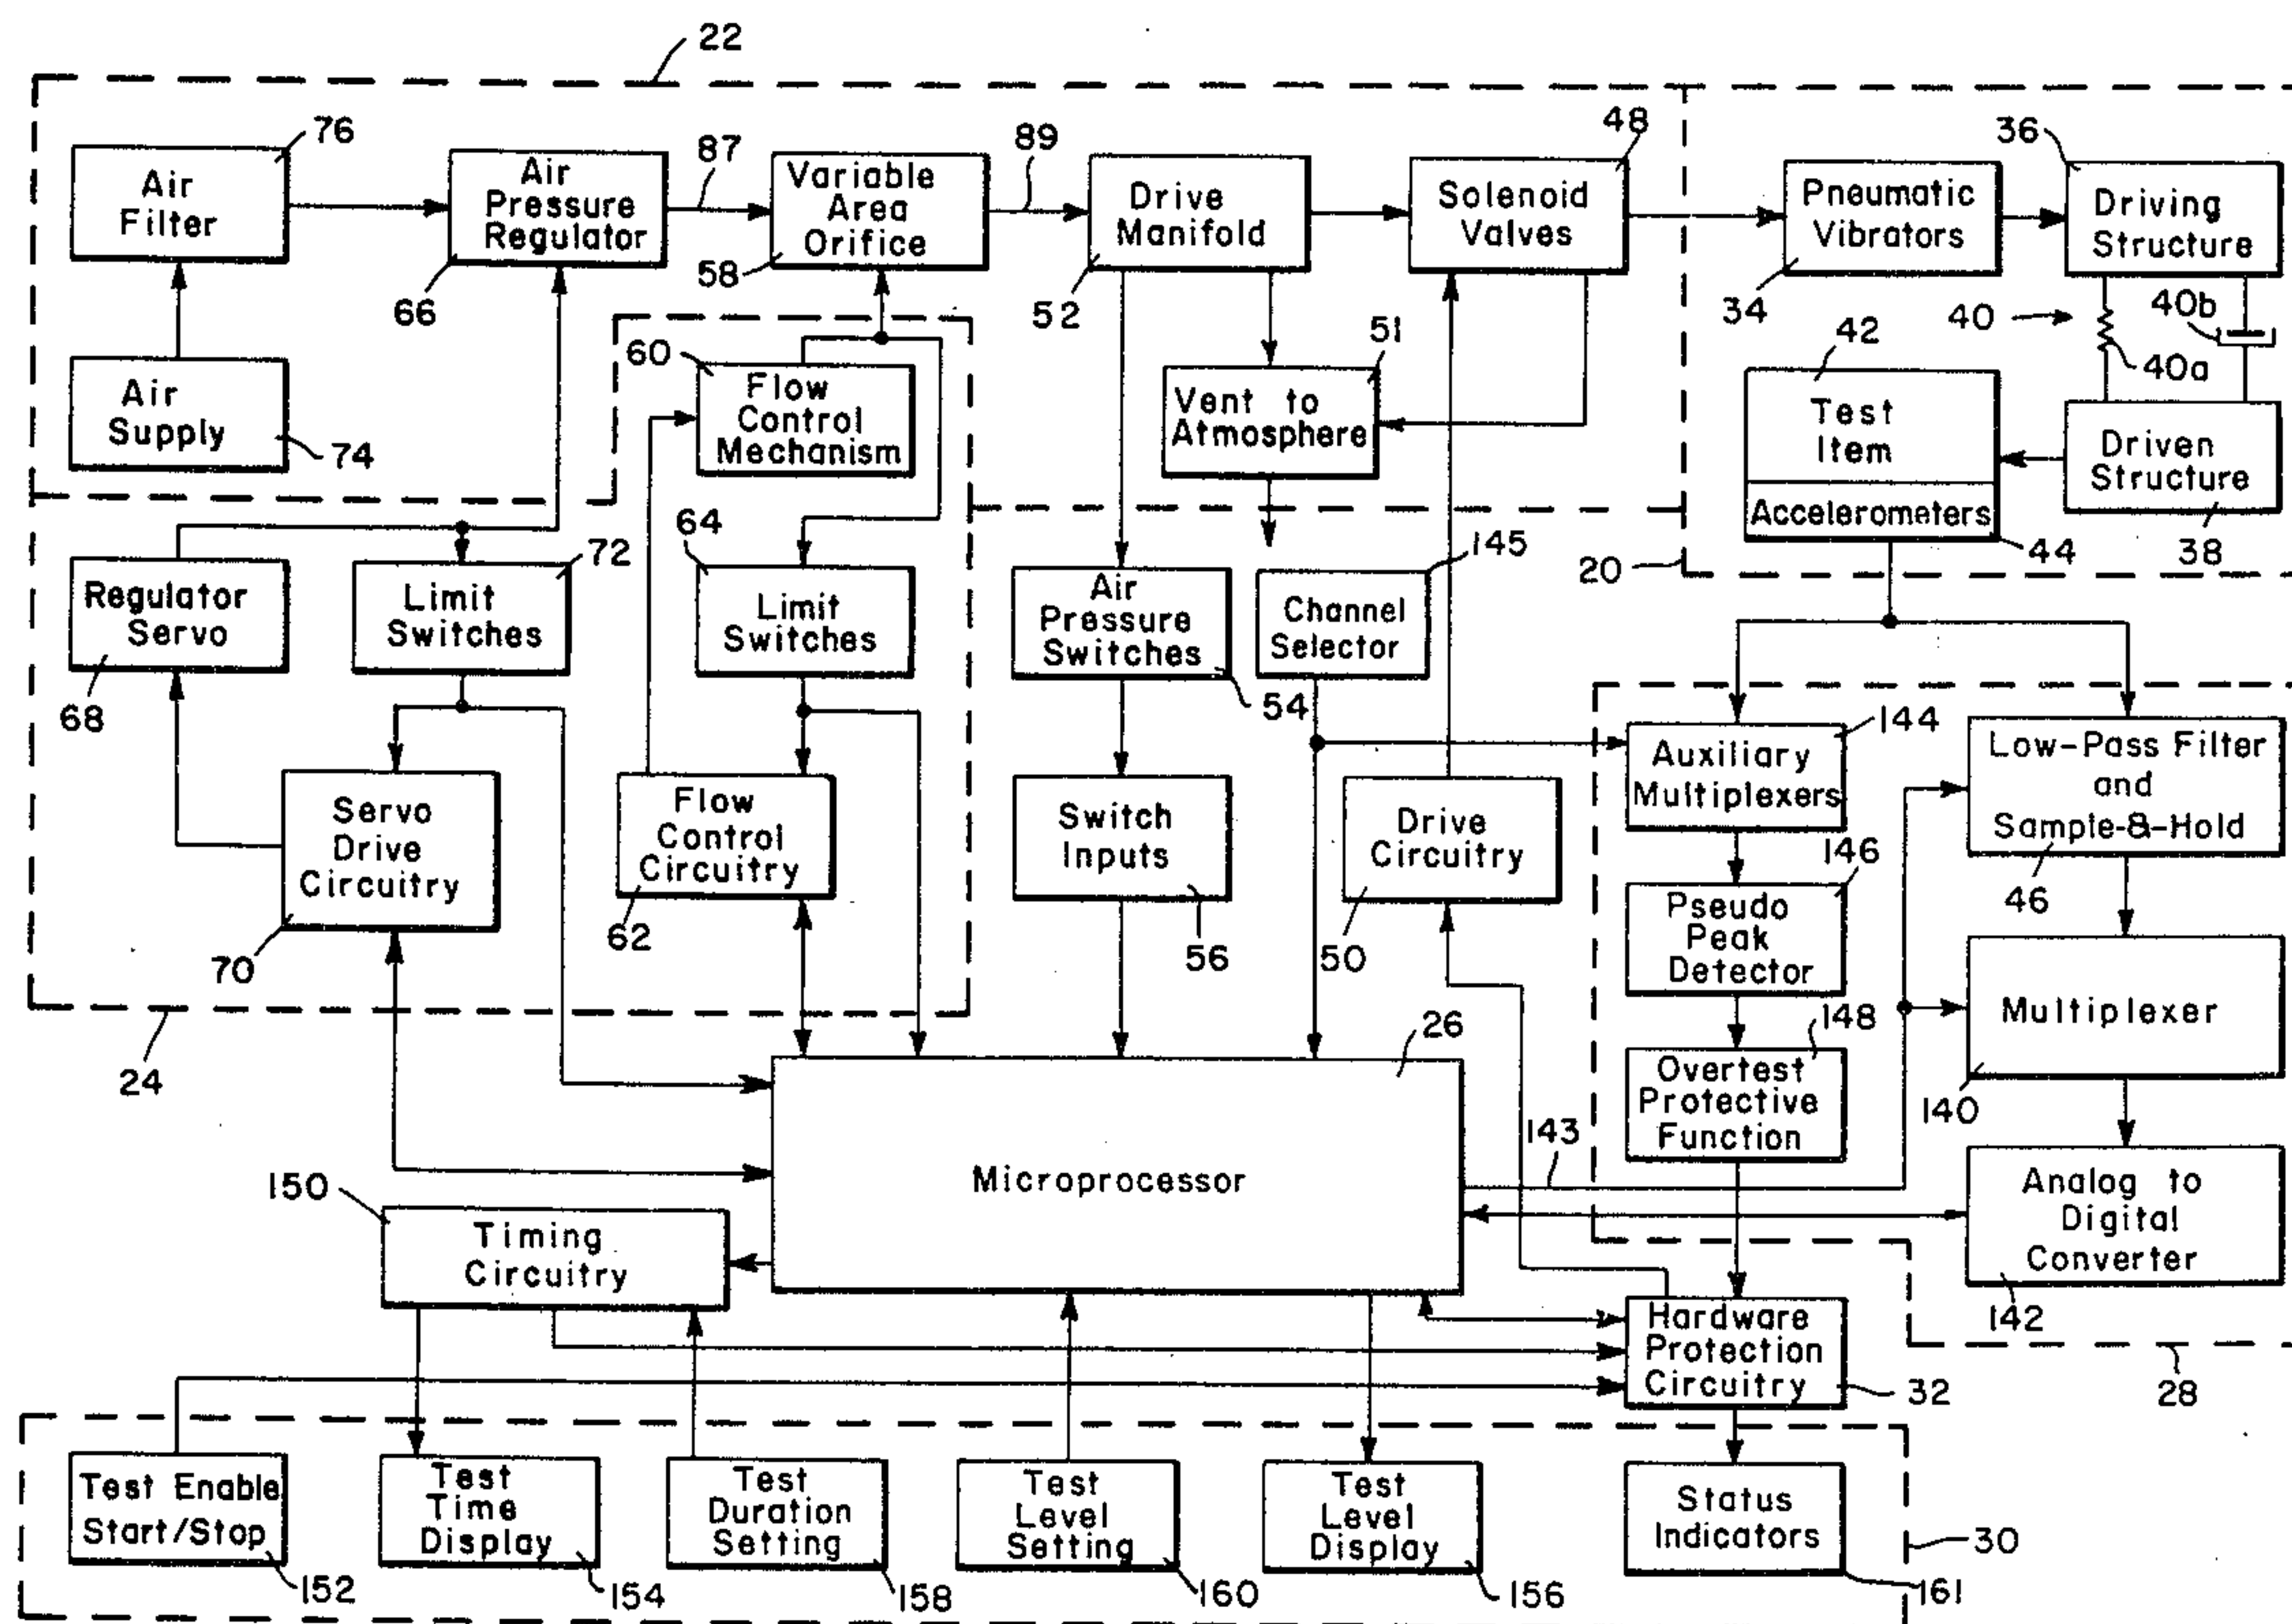 22
76
Air
Filter
Air
Pressure
Regulator
66
87
Variable
Area
Orifice
58
89
Drive
Manifold
52
48
Solenoid
Valves
Pneumatic
Vibrators
34
36
Driving
Structure
40
40b
40a
Air
Supply
74
60
Flow
Control
Mechanism
51
Vent to
Atmosphere
42
Test
Item
Accelerometers
44
Driven
Structure
38
20
Regulator
Servo
68
72
Limit
Switches
64
Limit
Switches
Air
Pressure
Switches
54
145
Channel
Selector
144
Auxiliary
Multiplexers
Low-Pass Filter
and
Sample-&-Hold
46
Servo
Drive
Circuitry
70
Flow
Control
Circuitry
62
Switch
Inputs
56
Drive
Circuitry
50
146
Pseudo
Peak
Detector
Multiplexer
140
24
26
Microprocessor
148
Overtest
Protective
Function
143
Analog to
Digital
Converter
142
150
Timing
Circuitry
Hardware
Protection
Circuitry
32
28
Test Enable
Start/Stop
152
Test
Time
Display
154
Test
Duration
Setting
158
Test
Level
Setting
160
Test
Level
Display
156
Status
Indicators
161
30